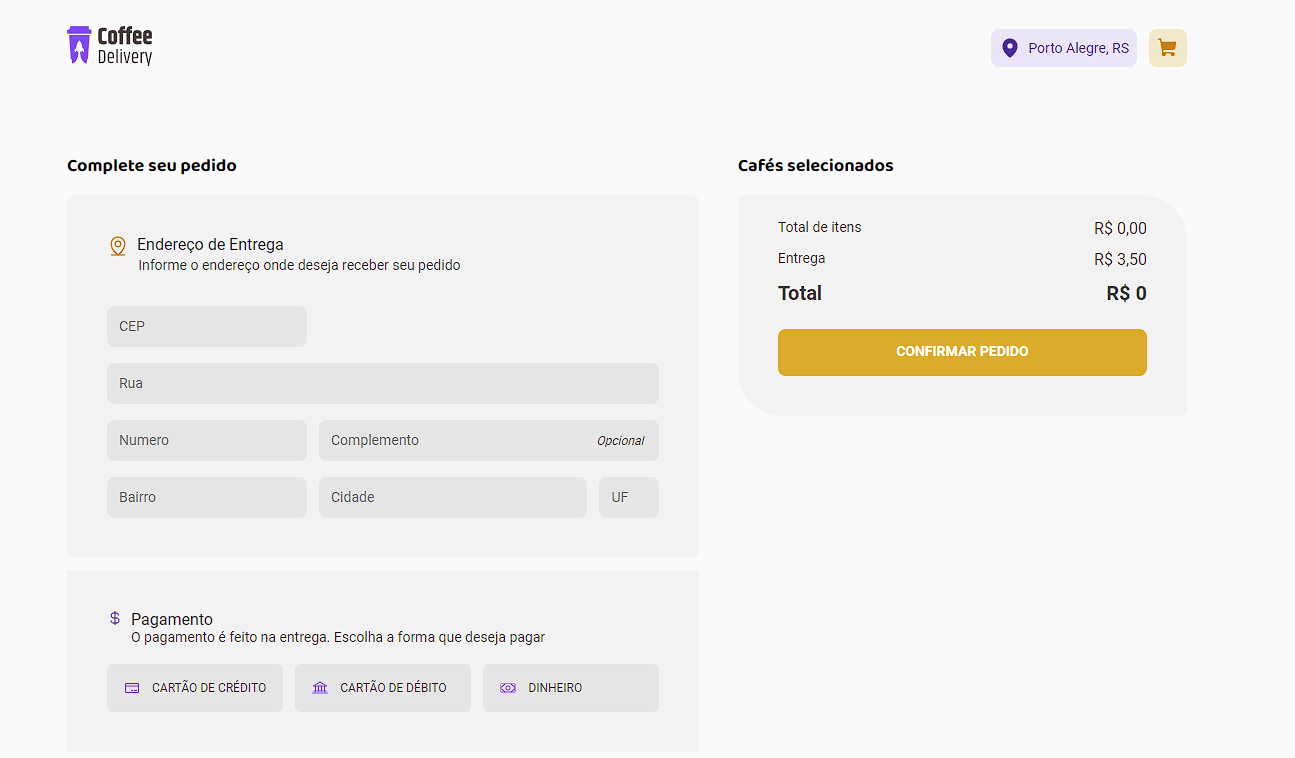 Coffee
Delivery
Porto Alegre, RS
Complete seu pedido
Endereço de Entrega
Informe o endereço onde deseja receber seu pedido
CEP
Rua
Numero
Complemento Opcional
Bairro Cidade UF
Pagamento
O pagamento é feito na entrega. Escolha a forma que deseja pagar
CARTÃO DE CRÉDITO CARTÃO DE DÉBITO DINHEIRO
Cafés selecionados
Total de itens R$ 0,00
Entrega R$ 3,50
Total R$ 0
CONFIRMAR PEDIDO